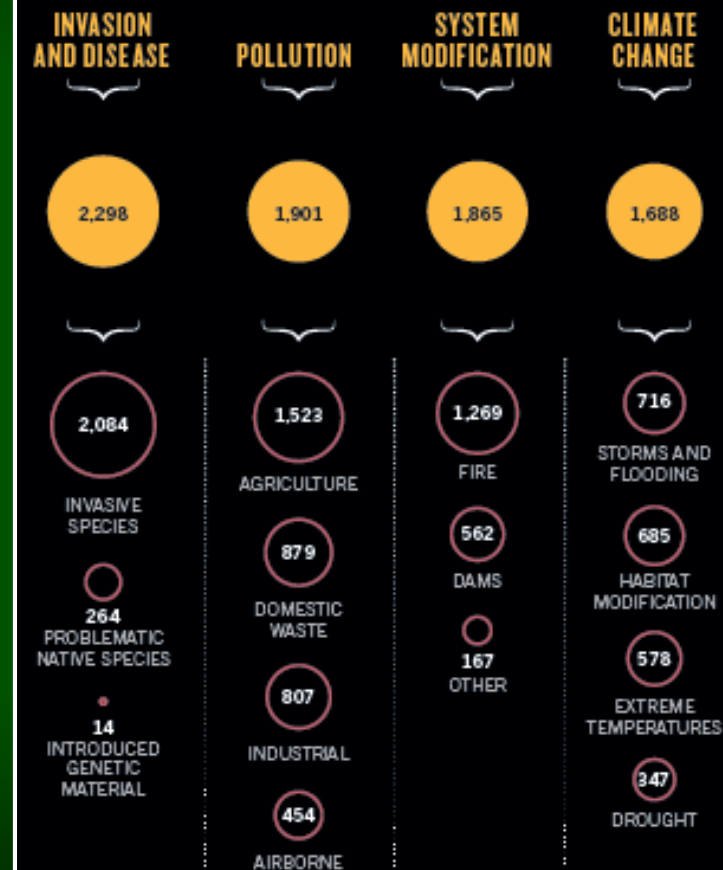 INVASION
AND DISEASE
POLLUTION
SYSTEM
MODIFICATION
CLIMATE
CHANGE
2,298
1,901
1,865
1,688
2,084
INVASIVE
SPECIES
264
PROBLEMATIC
NATIVE SPECIES
14
INTRODUCED
GENETIC
MATERIAL
1,523
AGRICULTURE
879
DOMESTIC
WASTE
807
INDUSTRIAL
454
AIRBORNE
1,269
FIRE
562
DAMS
167
OTHER
716
STORMS AND
FLOODING
685
HABITAT
MODIFICATION
578
EXTREME
TEMPERATURES
347
DROUGHT